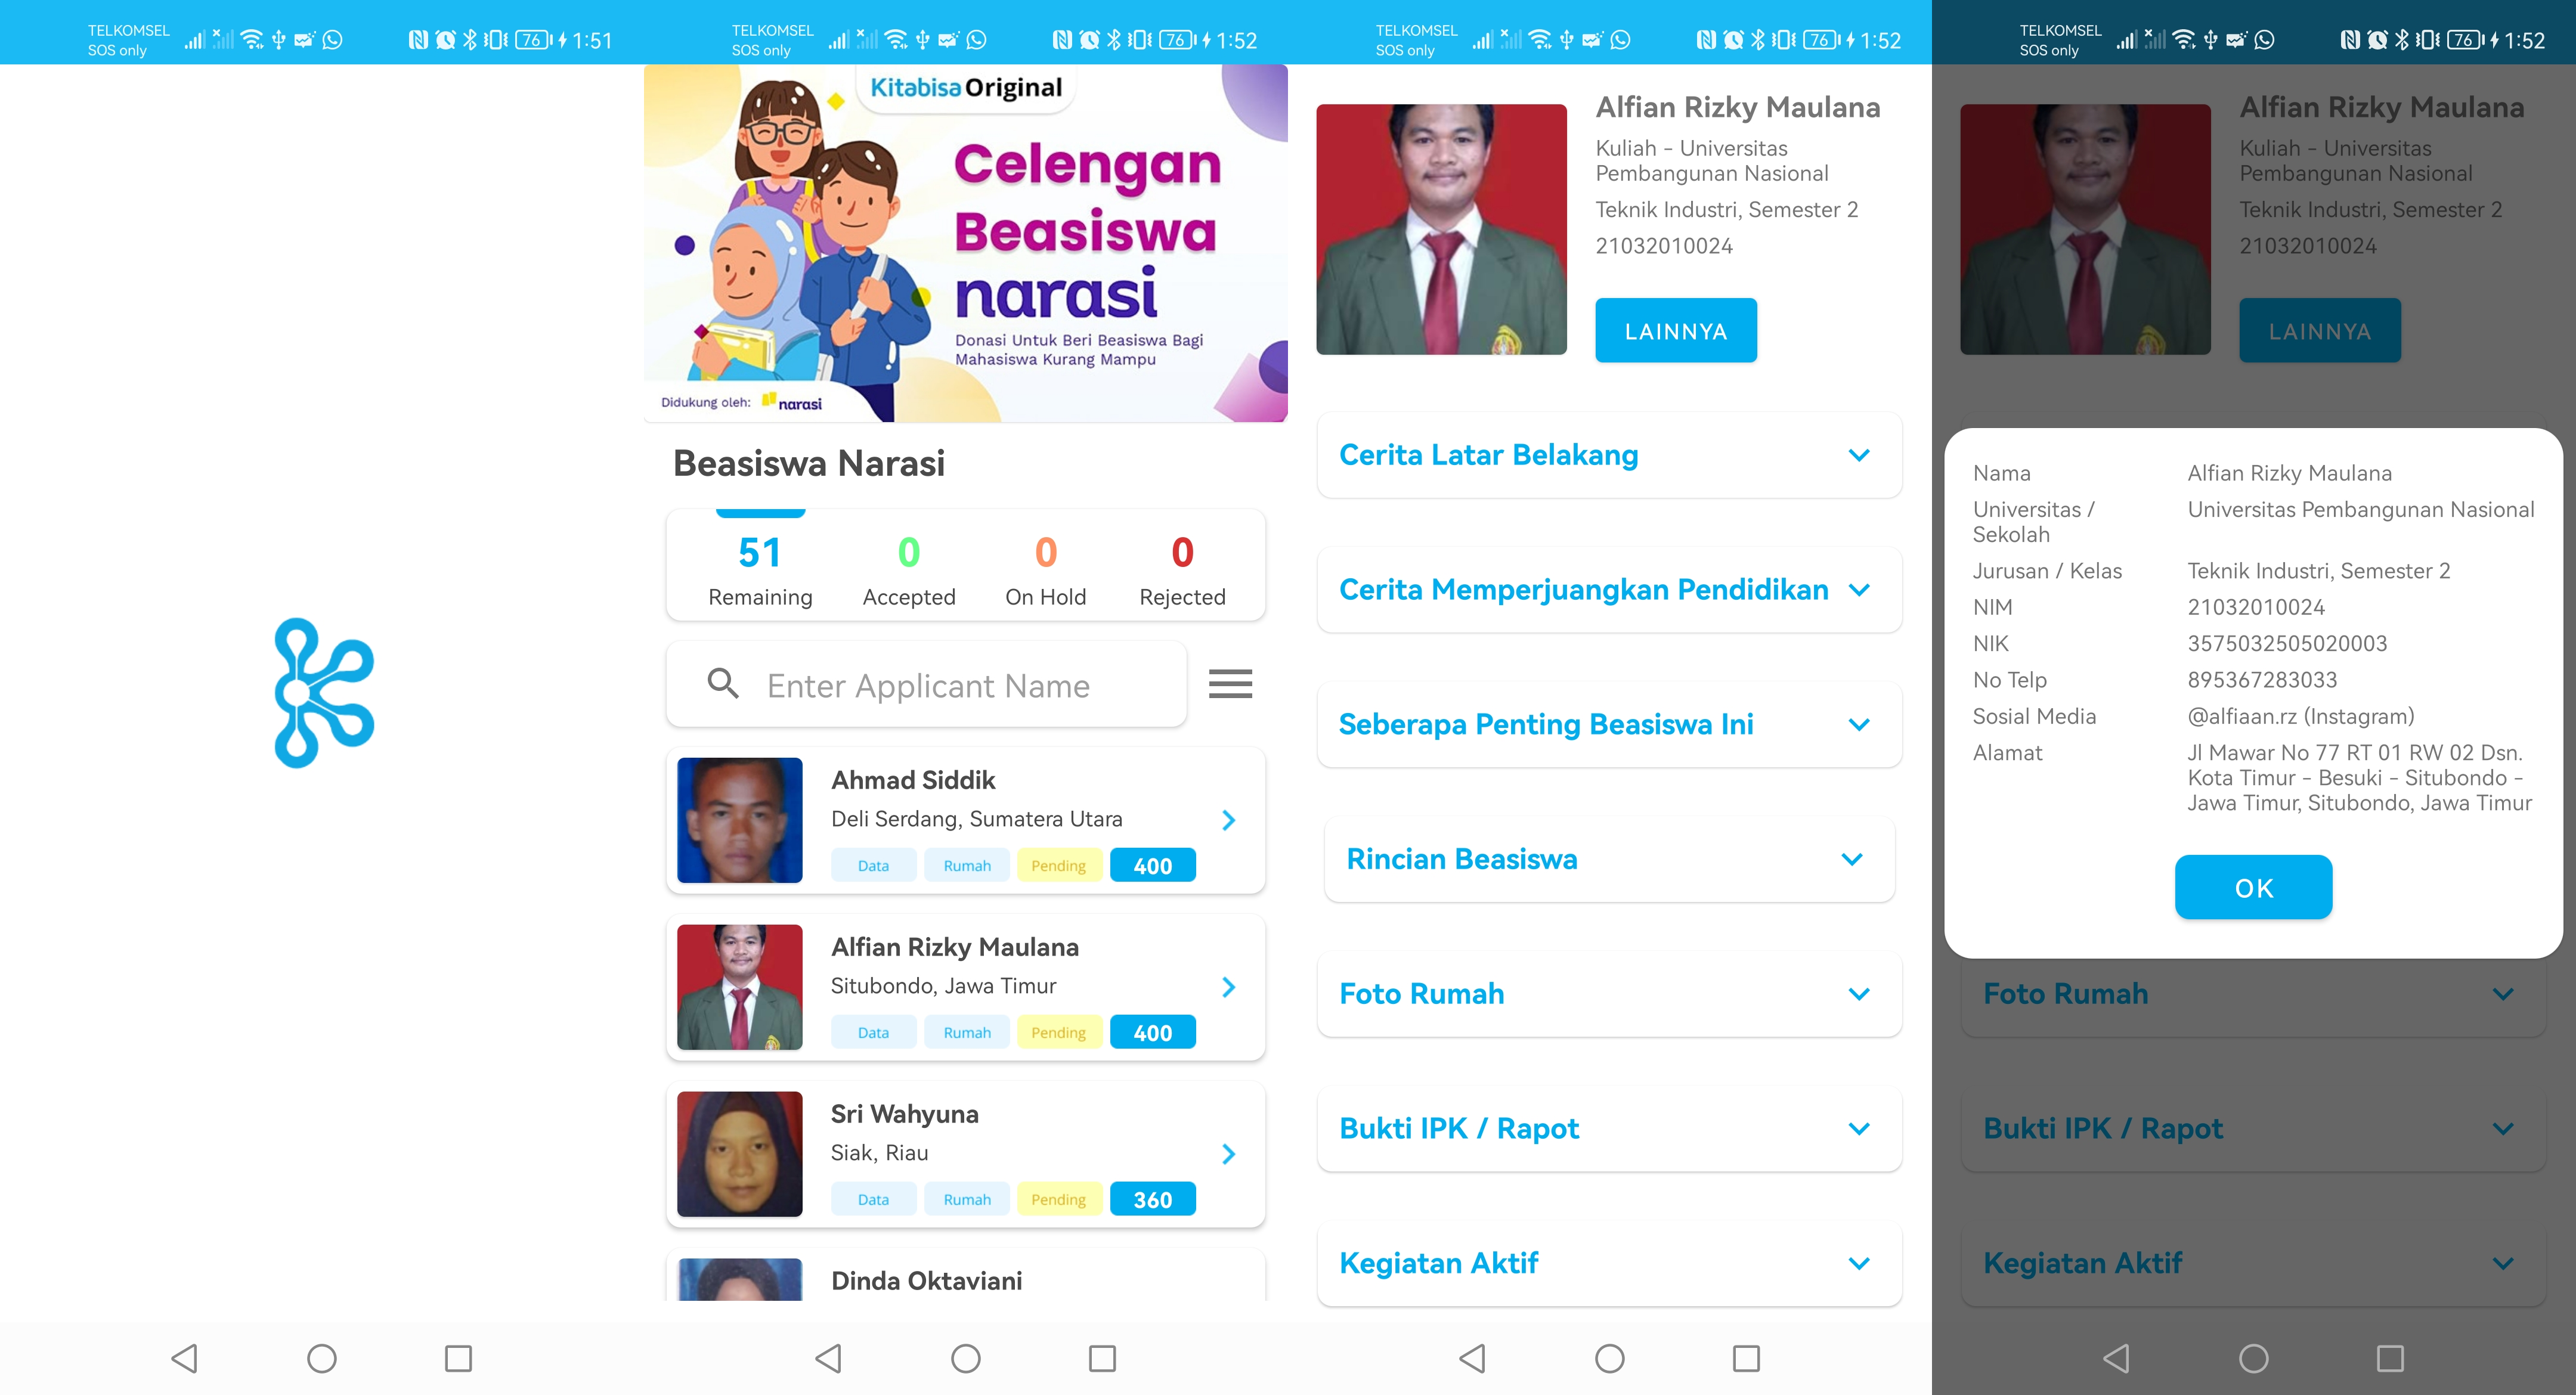 TELKOMSEL
SOS only
76
1:51
TELKOMSEL
SOS only
76
1:52
Kitabisa Original
Celengan
Beasiswa
narasi
Donasi Untuk Beri Beasiswa Bagi
Mahasiswa Kurang Mampu
Didukung oleh: narasi
Beasiswa Narasi
51 0 0 0
Remaining Accepted On Hold Rejected
Enter Applicant Name
Ahmad Siddik
Deli Serdang, Sumatera Utara
Data Rumah Pending 400
Alfian Rizky Maulana
Situbondo, Jawa Timur
Data Rumah Pending 400
Sri Wahyuna
Siak, Riau
Data Rumah Pending 360
Dinda Oktaviani
TELKOMSEL
SOS only
76
1:52
Alfian Rizky Maulana
Kuliah - Universitas
Pembangunan Nasional
Teknik Industri, Semester 2
21032010024
LAINNYA
Cerita Latar Belakang
Cerita Memperjuangkan Pendidikan
Seberapa Penting Beasiswa Ini
Rincian Beasiswa
Foto Rumah
Bukti IPK / Rapot
Kegiatan Aktif
TELKOMSEL
SOS only
76
1:52
Alfian Rizky Maulana
Kuliah - Universitas
Pembangunan Nasional
Teknik Industri, Semester 2
21032010024
LAINNYA
Nama Alfian Rizky Maulana
Universitas / Universitas Pembangunan Nasional
Sekolah
Jurusan / Kelas Teknik Industri, Semester 2
NIM 21032010024
NIK 3575032505020003
No Telp 895367283033
Sosial Media @alfiaan.rz (Instagram)
Alamat Jl Mawar No 77 RT 01 RW 02 Dsn.
Kota Timur - Besuki - Situbondo -
Jawa Timur, Situbondo, Jawa Timur
OK
Foto Rumah
Bukti IPK / Rapot
Kegiatan Aktif